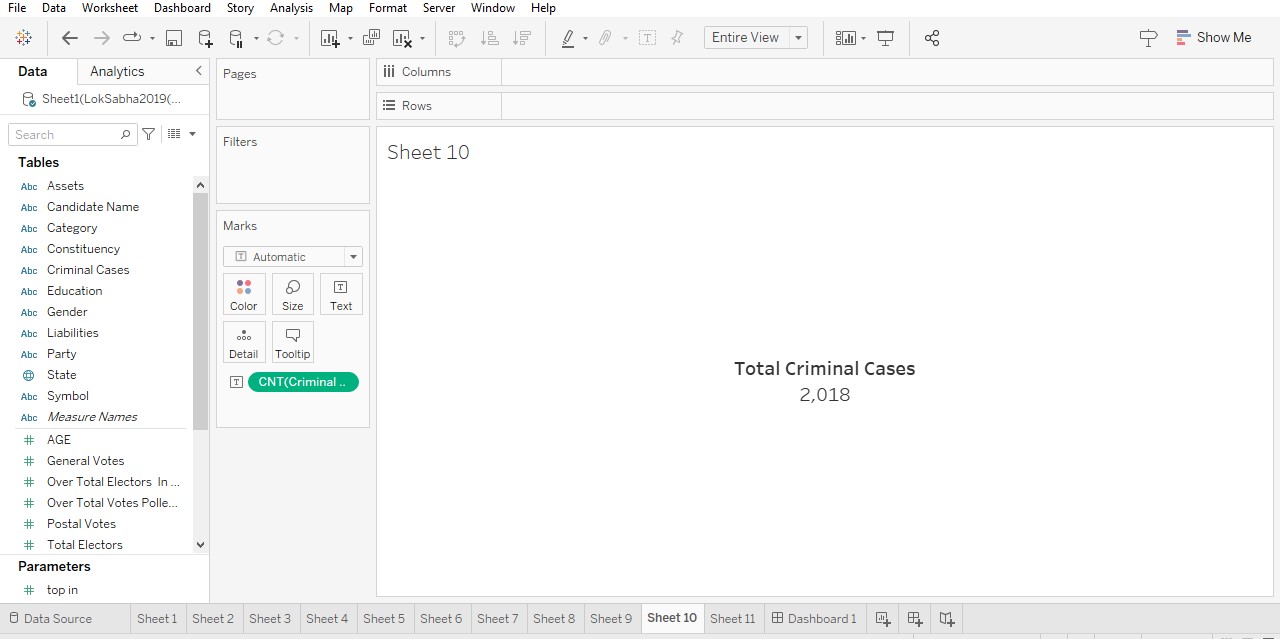 File Data Worksheet Dashboard Story Analysis Map Format Server Window Help
Entire View
Show Me
Data Analytics
Sheet1(LokSabha2019(...
Search
Tables
Abc Assets
Abc Candidate Name
Abc Category
Abc Constituency
Abc Criminal Cases
Abc Education
Abc Gender
Abc Liabilities
Abc Party
State
Abc Symbol
Abc Measure Names
# AGE
# General Votes
# Over Total Electors In ...
# Over Total Votes Polle...
# Postal Votes
# Total Electors
Parameters
# top in
Pages
Filters
Marks
T Automatic
Color Size T Text
Detail Tooltip
T CNT(Criminal ..
Columns
Rows
Sheet 10
Total Criminal Cases
2,018
Data Source Sheet 1 Sheet 2 Sheet 3 Sheet 4 Sheet 5 Sheet 6 Sheet 7 Sheet 8 Sheet 9 Sheet 10 Sheet 11 Dashboard 1